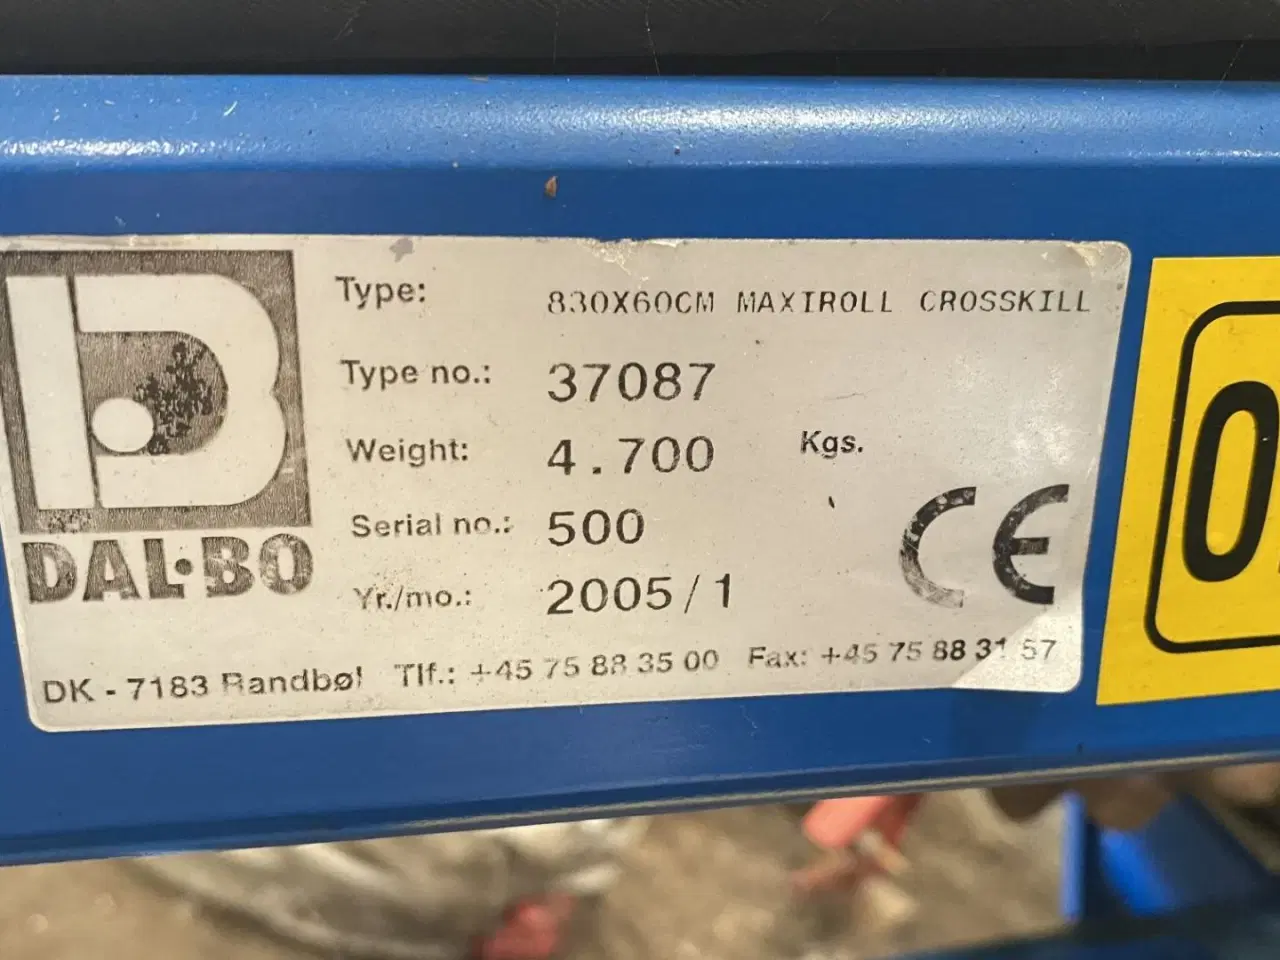 Type: 830X60CM MAXIROLL CROSSKILL
Type no.: 37087
Weight: 4.700 Kgs.
Serial no.: 500
Yr./mo.: 2005/1
DAL·BO
CE
DK - 7183 Randbøl Tlf.: +45 75 88 35 00 Fax: +45 75 88 31 57
0